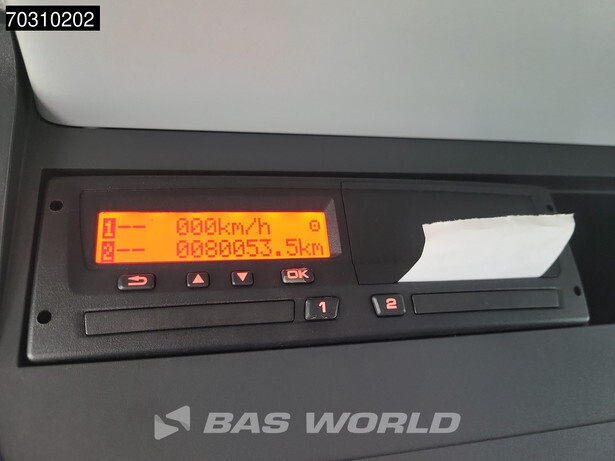 70310202
1-- 000km/h
2-- 0080053.5km
OK
1 2
BAS WORLD